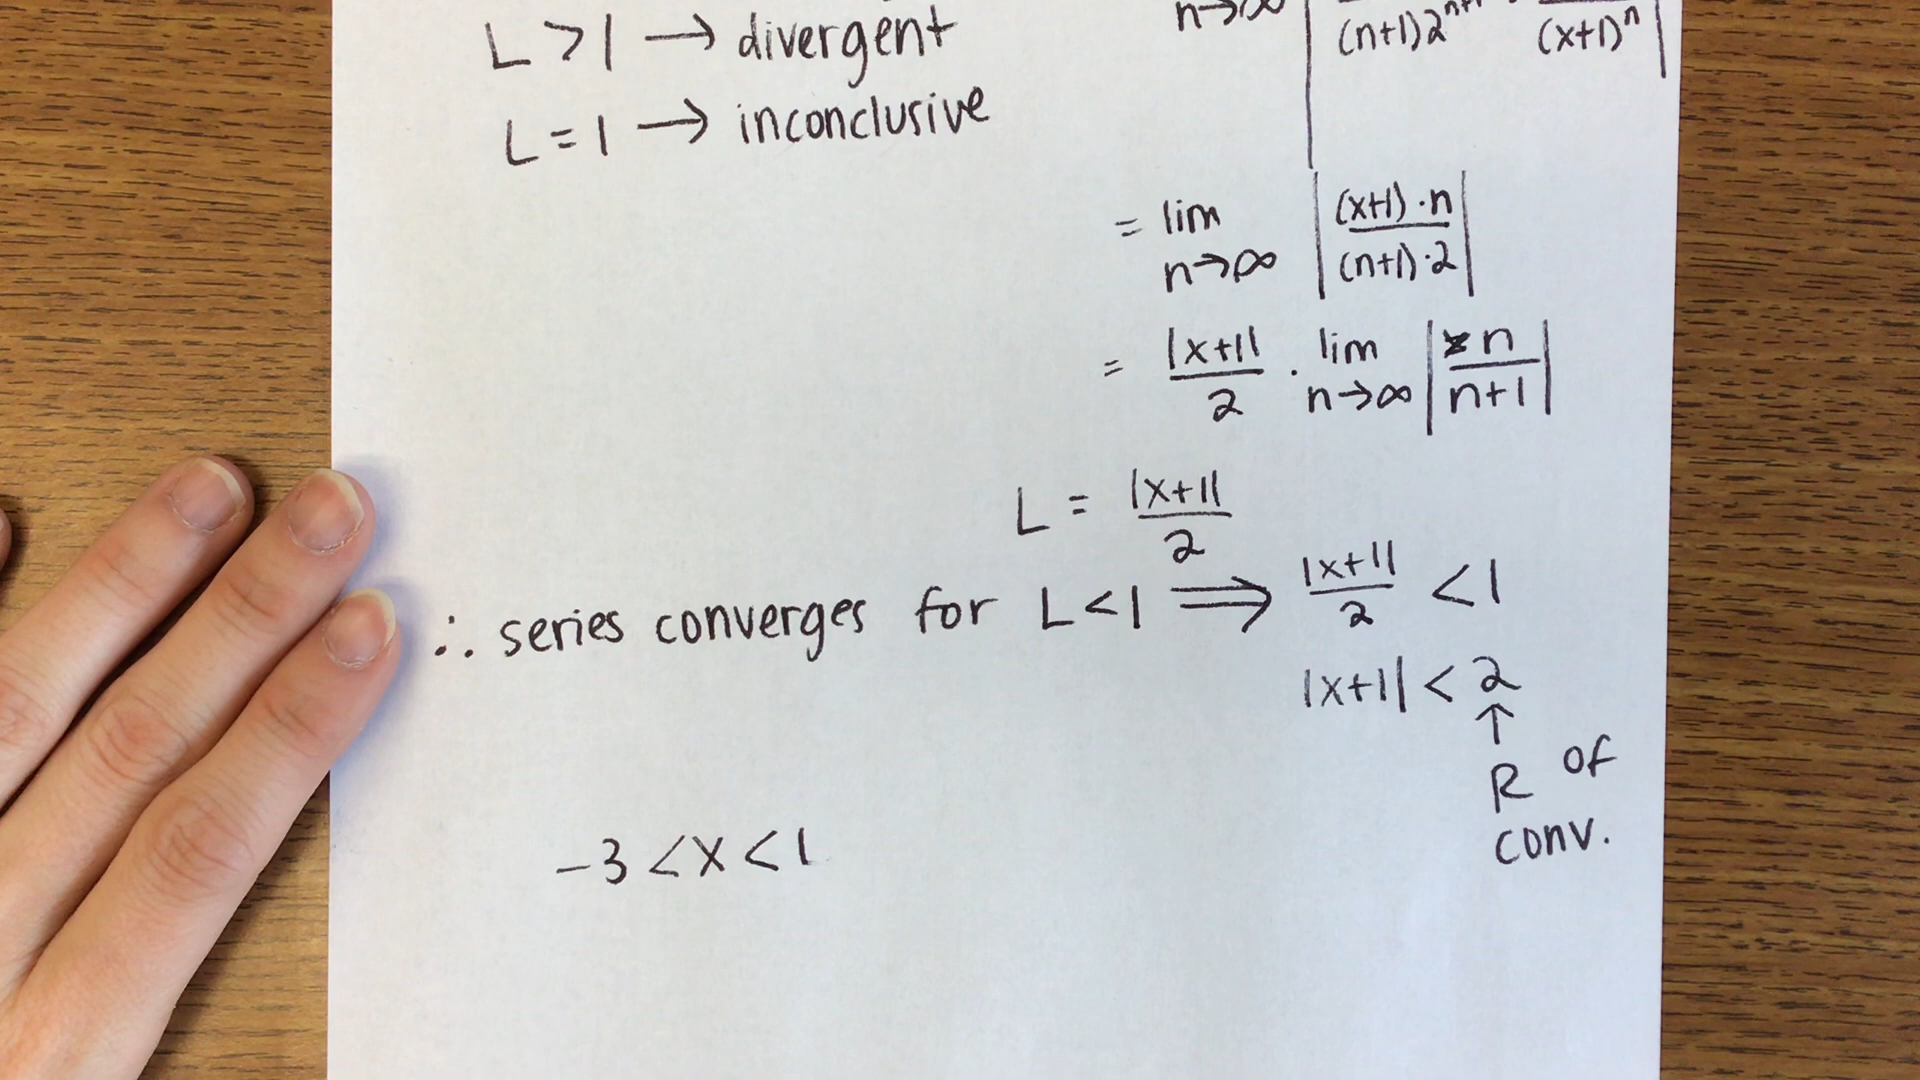 L > 1 → divergent
L = 1 → inconclusive
n→∞ | (n+1)2ⁿ⁺¹ · (x+1)ⁿ |
= lim n→∞ | (x+1)·n / (n+1)·2 |
= |x+1| / 2 · lim n→∞ | n / n+1 |
L = |x+1| / 2
∴ series converges for L < 1 ⟹ |x+1| / 2 < 1
|x+1| < 2
↑
R of
conv.
-3 < x < 1